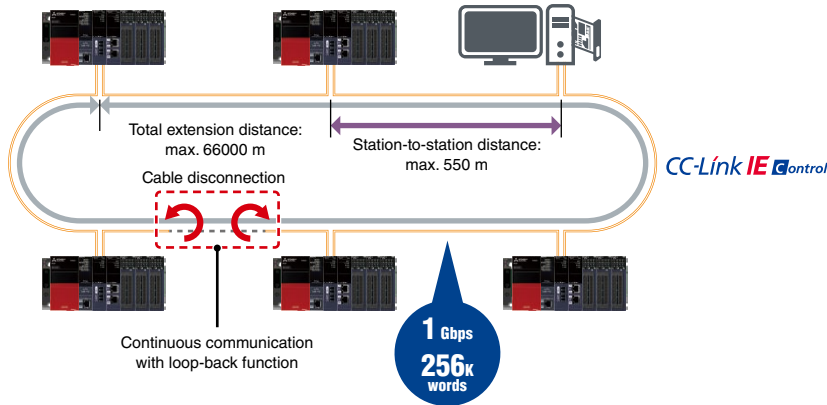 Total extension distance:
max. 66000 m
Station-to-station distance:
max. 550 m
Cable disconnection
CC-Link IE Control
Continuous communication
with loop-back function
1 Gbps
256K
words